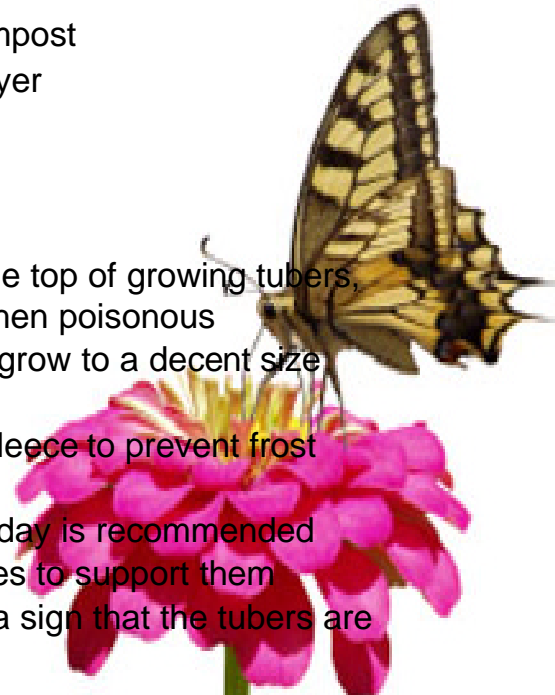 mpost
yer
e top of growing tubers,
hen poisonous
grow to a decent size
leece to prevent frost
day is recommended
es to support them
a sign that the tubers are